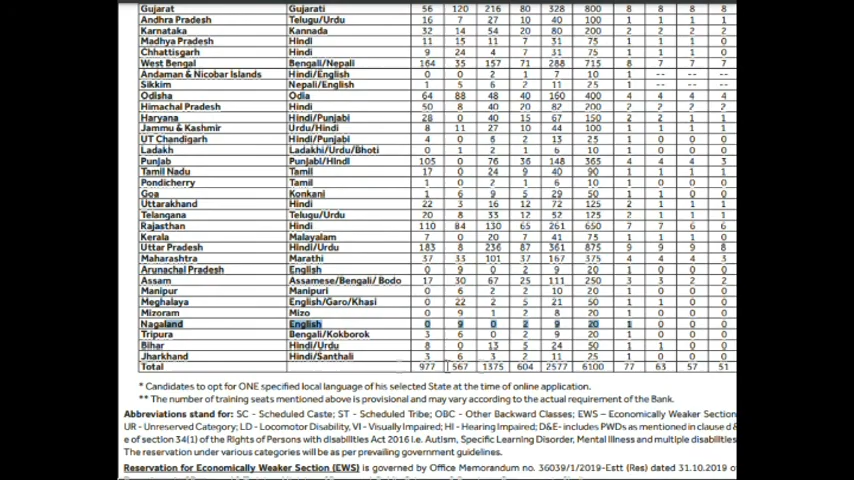 Gujarat Gujarati 56 120 216 80 328 800 8 8 8 8
Andhra Pradesh Telugu/Urdu 16 7 27 10 40 100 1 1 1 1
Karnataka Kannada 32 14 54 20 80 200 2 2 2 2
Madhya Pradesh Hindi 11 15 11 7 31 75 1 1 1 0
Chhattisgarh Hindi 9 24 4 7 31 75 1 1 1 0
West Bengal Bengali/Nepali 164 35 157 71 288 715 8 7 7 7
Andaman & Nicobar Islands Hindi/English 0 0 2 1 7 10 1 -- -- --
Sikkim Nepali/English 1 5 6 2 11 25 1 -- -- --
Odisha Odia 64 88 48 40 160 400 4 4 4 4
Himachal Pradesh Hindi 50 8 40 20 82 200 2 2 2 2
Haryana Hindi/Punjabi 28 0 40 15 67 150 2 2 1 1
Jammu & Kashmir Urdu/Hindi 8 11 27 10 44 100 1 1 1 1
UT Chandigarh Hindi/Punjabi 4 0 6 2 13 25 1 0 0 0
Ladakh Ladakhi/Urdu/Bhoti 0 1 2 1 6 10 1 0 0 0
Punjab Punjabi/Hindi 105 0 76 36 148 365 4 4 4 3
Tamil Nadu Tamil 17 0 24 9 40 90 1 1 1 1
Pondicherry Tamil 1 0 2 1 6 10 1 0 0 0
Goa Konkani 1 6 9 5 29 50 1 1 0 0
Uttarakhand Hindi 22 3 16 12 72 125 2 1 1 1
Telangana Telugu/Urdu 20 8 33 12 52 125 2 1 1 1
Rajasthan Hindi 110 84 130 65 261 650 7 7 6 6
Kerala Malayalam 7 0 20 7 41 75 1 1 1 0
Uttar Pradesh Hindi/Urdu 183 8 236 87 361 875 9 9 9 8
Maharashtra Marathi 37 33 101 37 167 375 4 4 4 3
Arunachal Pradesh English 0 9 0 2 9 20 1 0 0 0
Assam Assamese/Bengali/ Bodo 17 30 67 25 111 250 3 3 2 2
Manipur Manipuri 0 6 2 2 10 20 1 0 0 0
Meghalaya English/Garo/Khasi 0 22 2 5 21 50 1 1 0 0
Mizoram Mizo 0 9 1 2 8 20 1 0 0 0
Nagaland English 0 9 0 2 9 20 1 0 0 0
Tripura Bengali/Kokborok 3 6 0 2 9 20 1 0 0 0
Bihar Hindi/Urdu 8 0 13 5 24 50 1 1 0 0
Jharkhand Hindi/Santhali 3 6 3 2 11 25 1 0 0 0
Total 977 567 1375 604 2577 6100 77 63 57 51
* Candidates to opt for ONE specified local language of his selected State at the time of online application.
** The number of training seats mentioned above is provisional and may vary according to the actual requirement of the Bank.
Abbreviations stand for: SC - Scheduled Caste; ST - Scheduled Tribe; OBC - Other Backward Classes; EWS – Economically Weaker Section
UR - Unreserved Category; LD - Locomotor Disability, VI – Visually Impaired; HI - Hearing Impaired; D&E- includes PWDs as mentioned in clause d &
e of section 34(1) of the Rights of Persons with disabilities Act 2016 i.e. Autism, Specific Learning Disorder, Mental Illness and multiple disabilities
The reservation under various categories will be as per prevailing government guidelines.
Reservation for Economically Weaker Section (EWS) is governed by Office Memorandum no. 36039/1/2019-Estt (Res) dated 31.10.2019 of